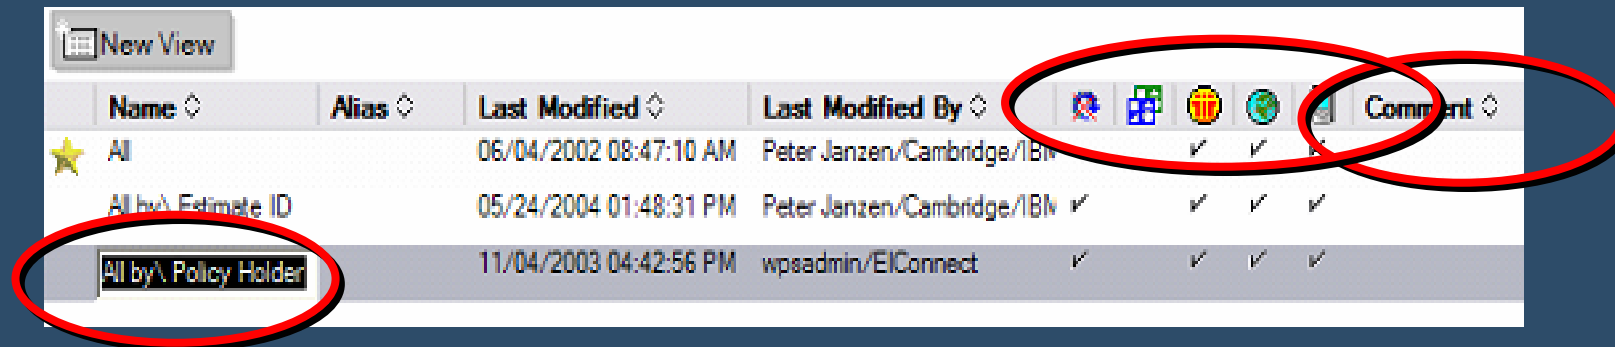 New View
Name Alias Last Modified Last Modified By Comment
All 06/04/2002 08:47:10 AM Peter Janzen/Cambridge/IBM
All by\ Estimate ID 05/24/2004 01:48:31 PM Peter Janzen/Cambridge/IBM
All by\ Policy Holder 11/04/2003 04:42:56 PM wpsadmin/EIConnect